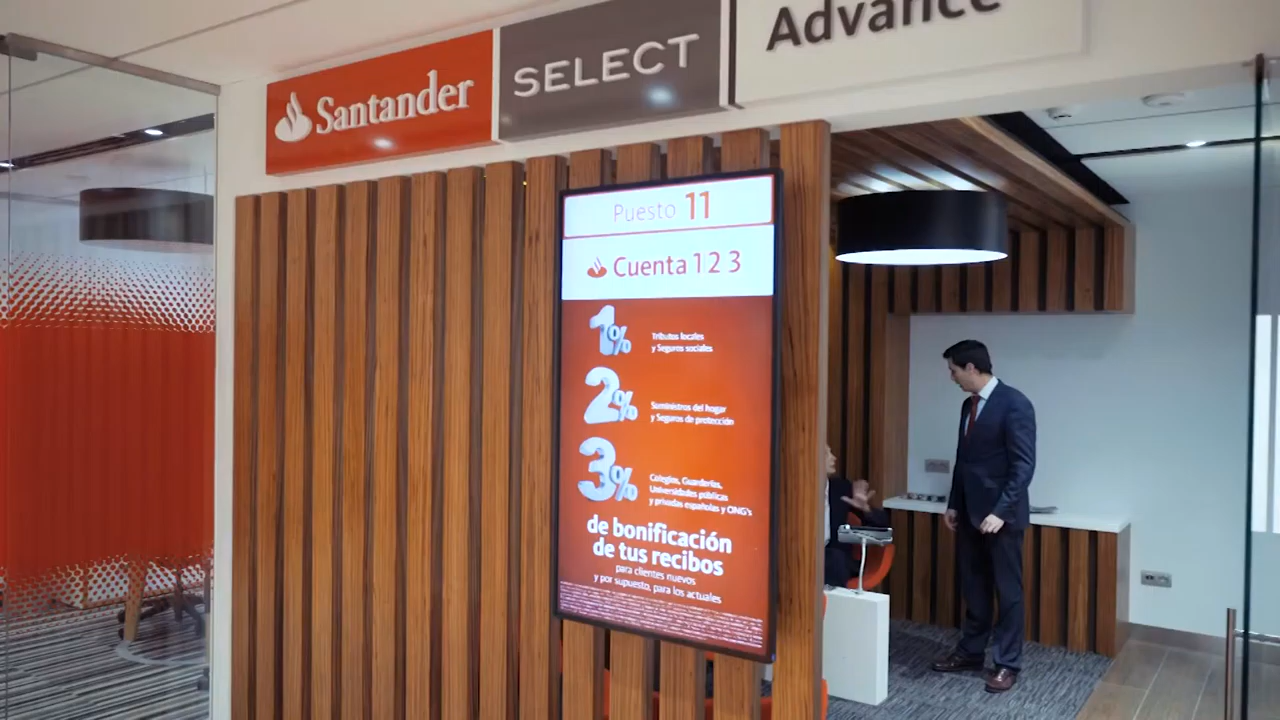 Santander
SELECT
Advance
Puesto 11
Cuenta 1 2 3
1%
Tributos locales
y Seguros sociales
2%
Suministros del hogar
y Seguros de protección
3%
Colegios, Guarderías,
Universidades públicas
y privadas españolas y ONG's
de bonificación
de tus recibos
para clientes nuevos
y por supuesto, para los actuales